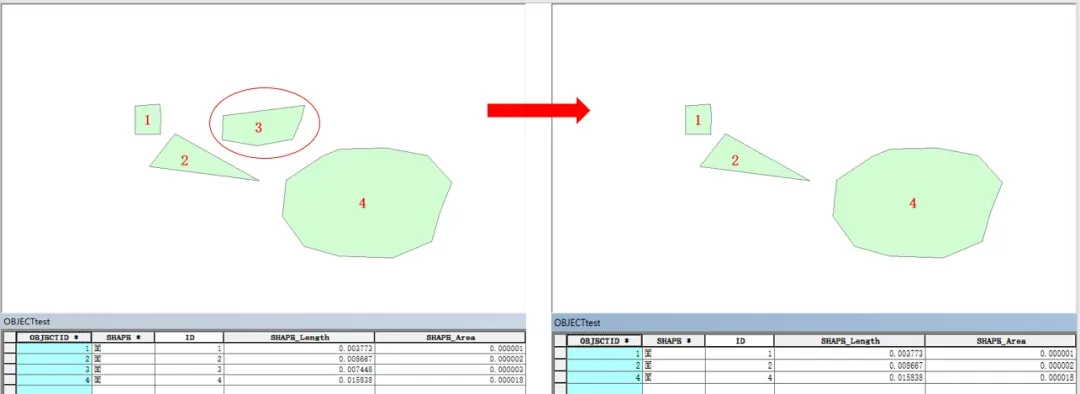 1
3
2
4
OBJECTtest
OBJECTID * SHAPE * ID SHAPE_Length SHAPE_Area
1 面 1 0.003773 0.000001
2 面 2 0.008667 0.000002
3 面 3 0.007448 0.000003
4 面 4 0.015838 0.000018
1
2
4
OBJECTtest
OBJECTID * SHAPE * ID SHAPE_Length SHAPE_Area
1 面 1 0.003773 0.000001
2 面 2 0.008667 0.000002
4 面 4 0.015838 0.000018